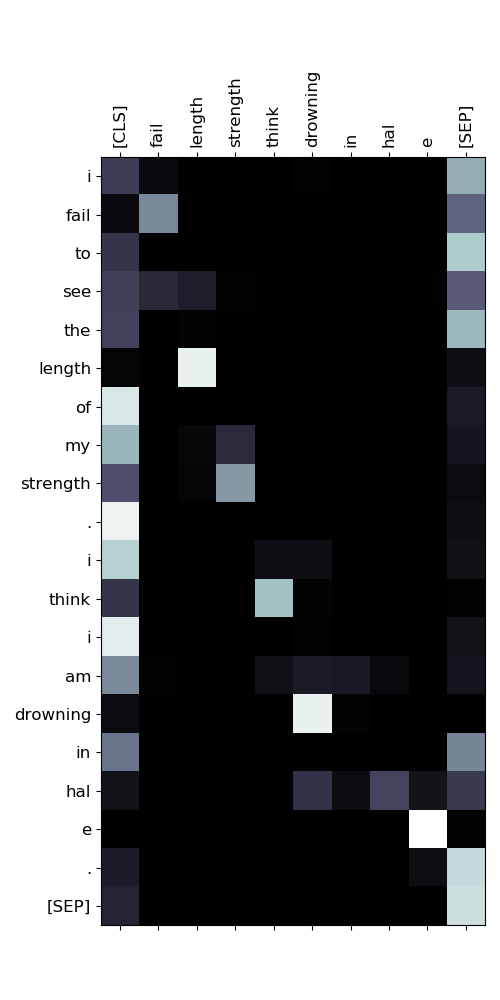 [CLS] fail length strength think drowning in hal e [SEP]
i
fail
to
see
the
length
of
my
strength
.
i
think
i
am
drowning
in
hal
e
.
[SEP]